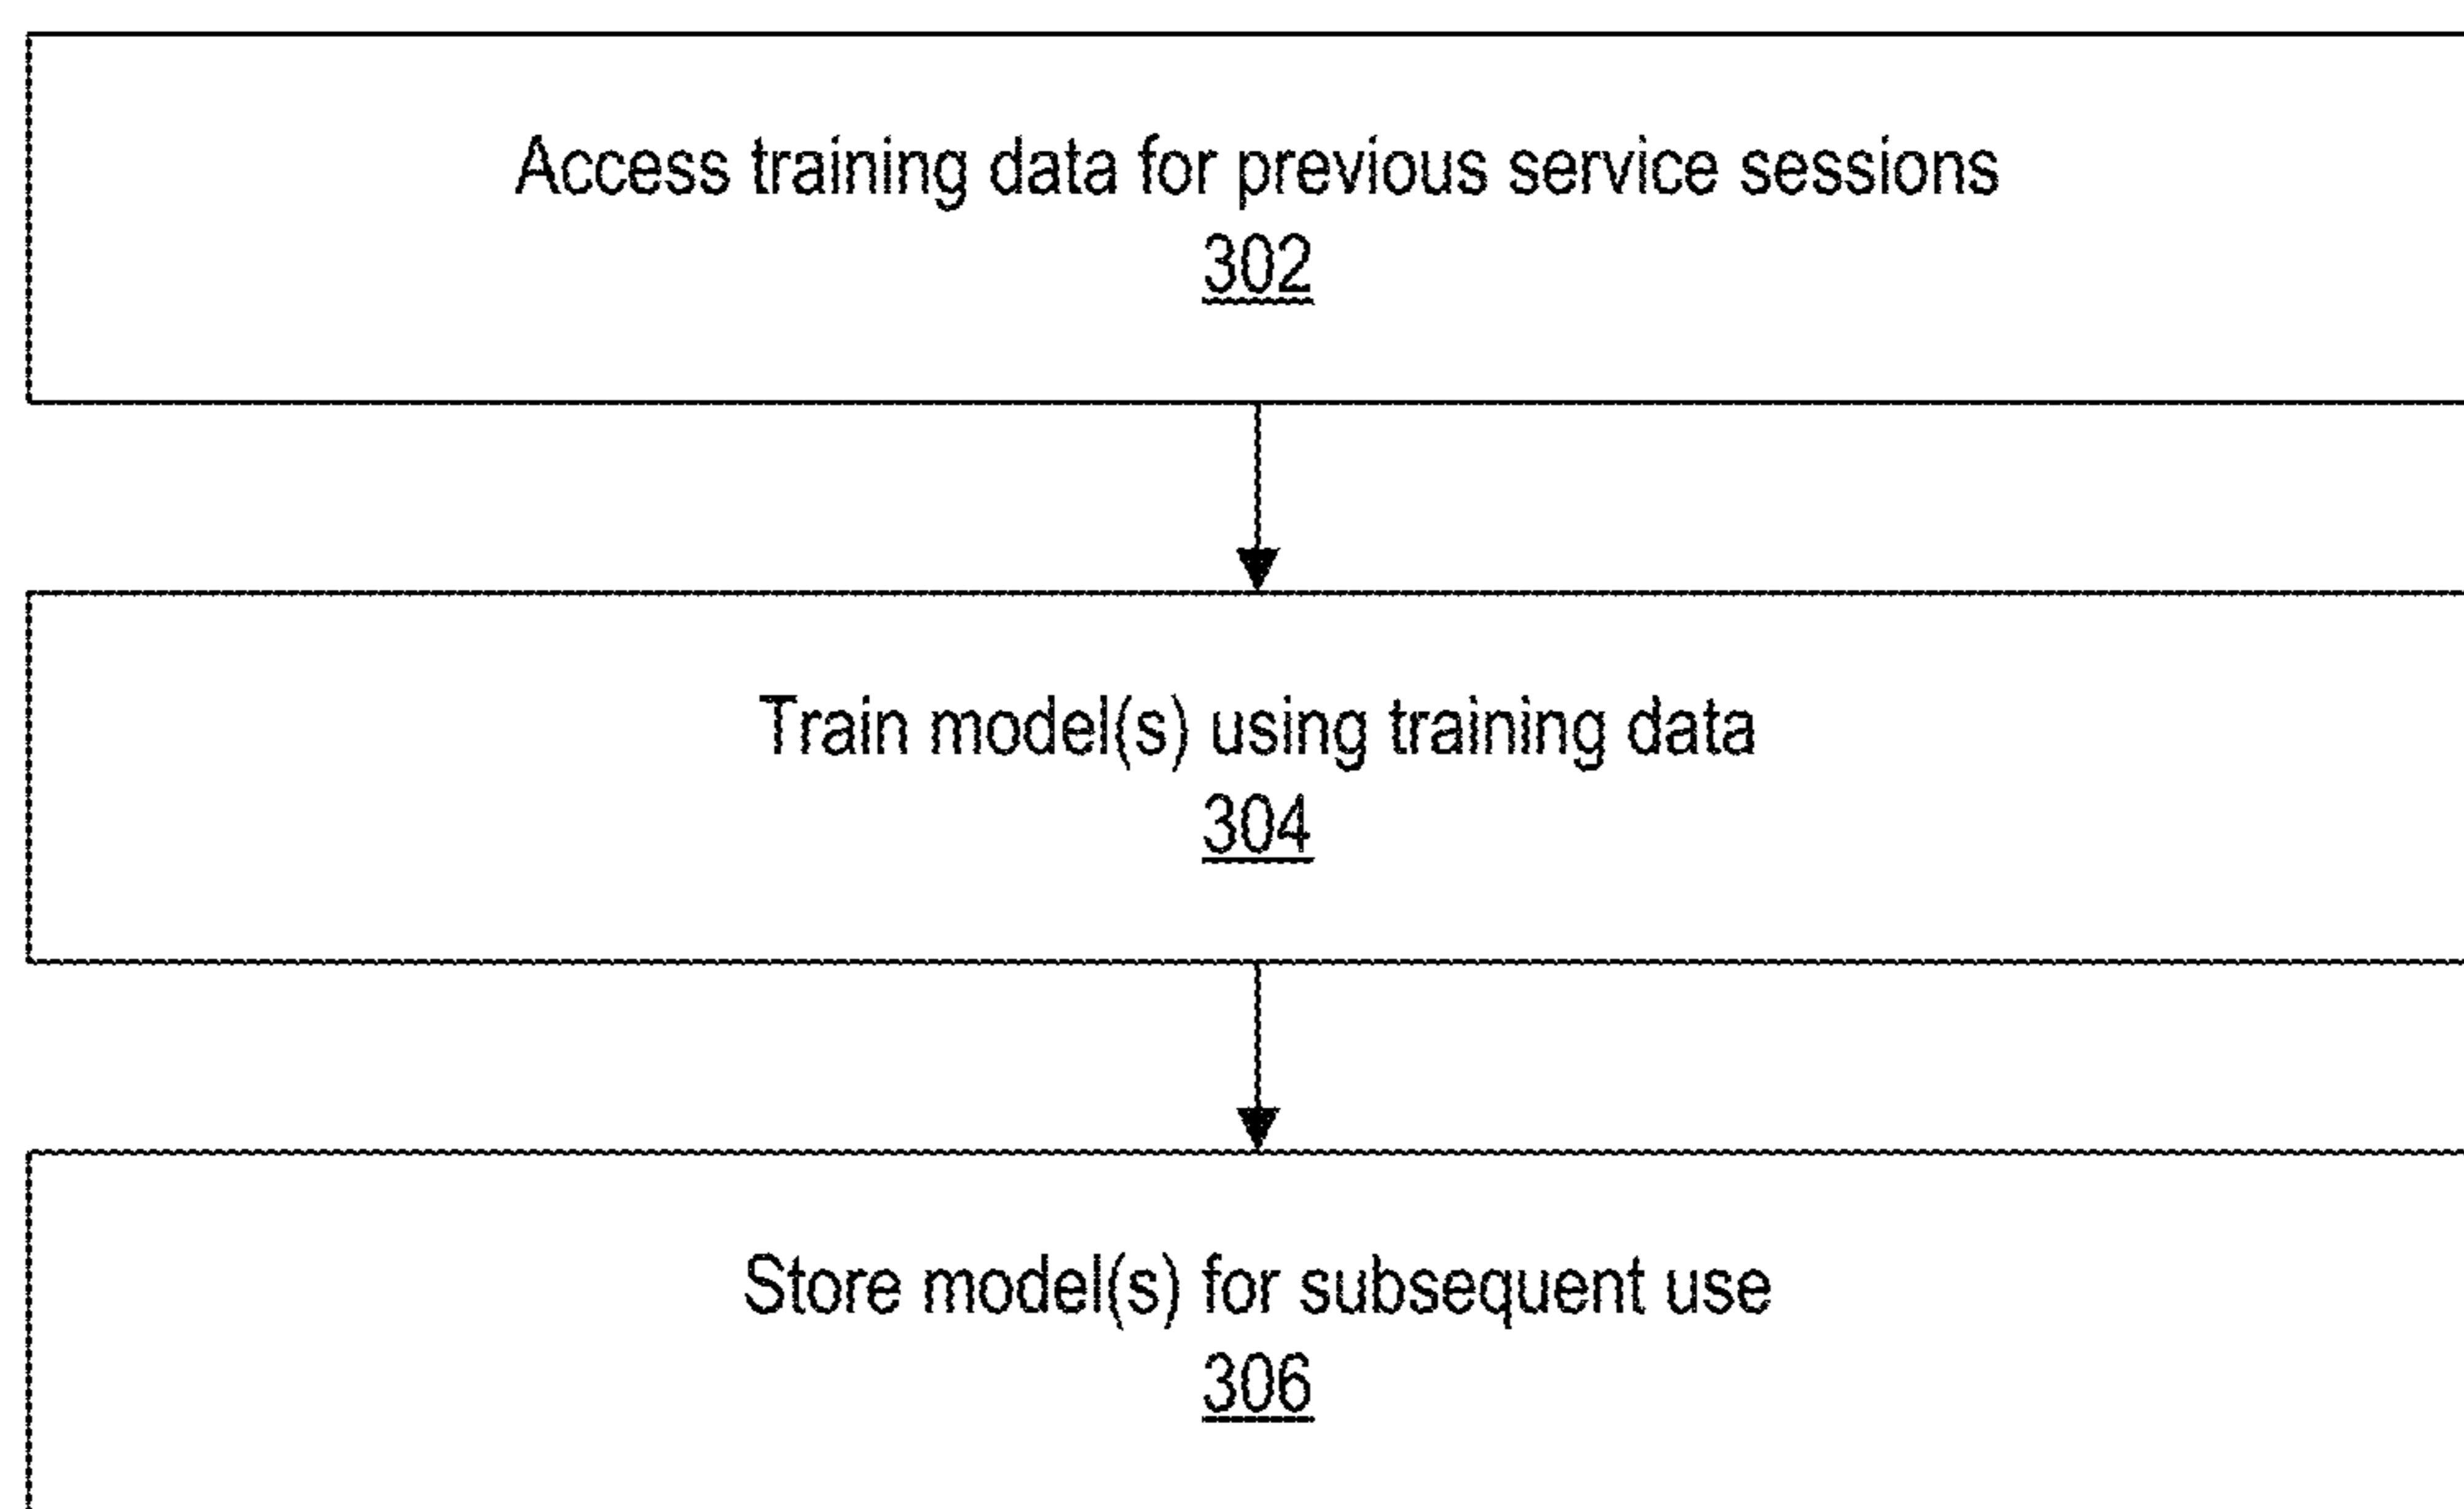 Access training data for previous service sessions
302
Train model(s) using training data
304
Store model(s) for subsequent use
306